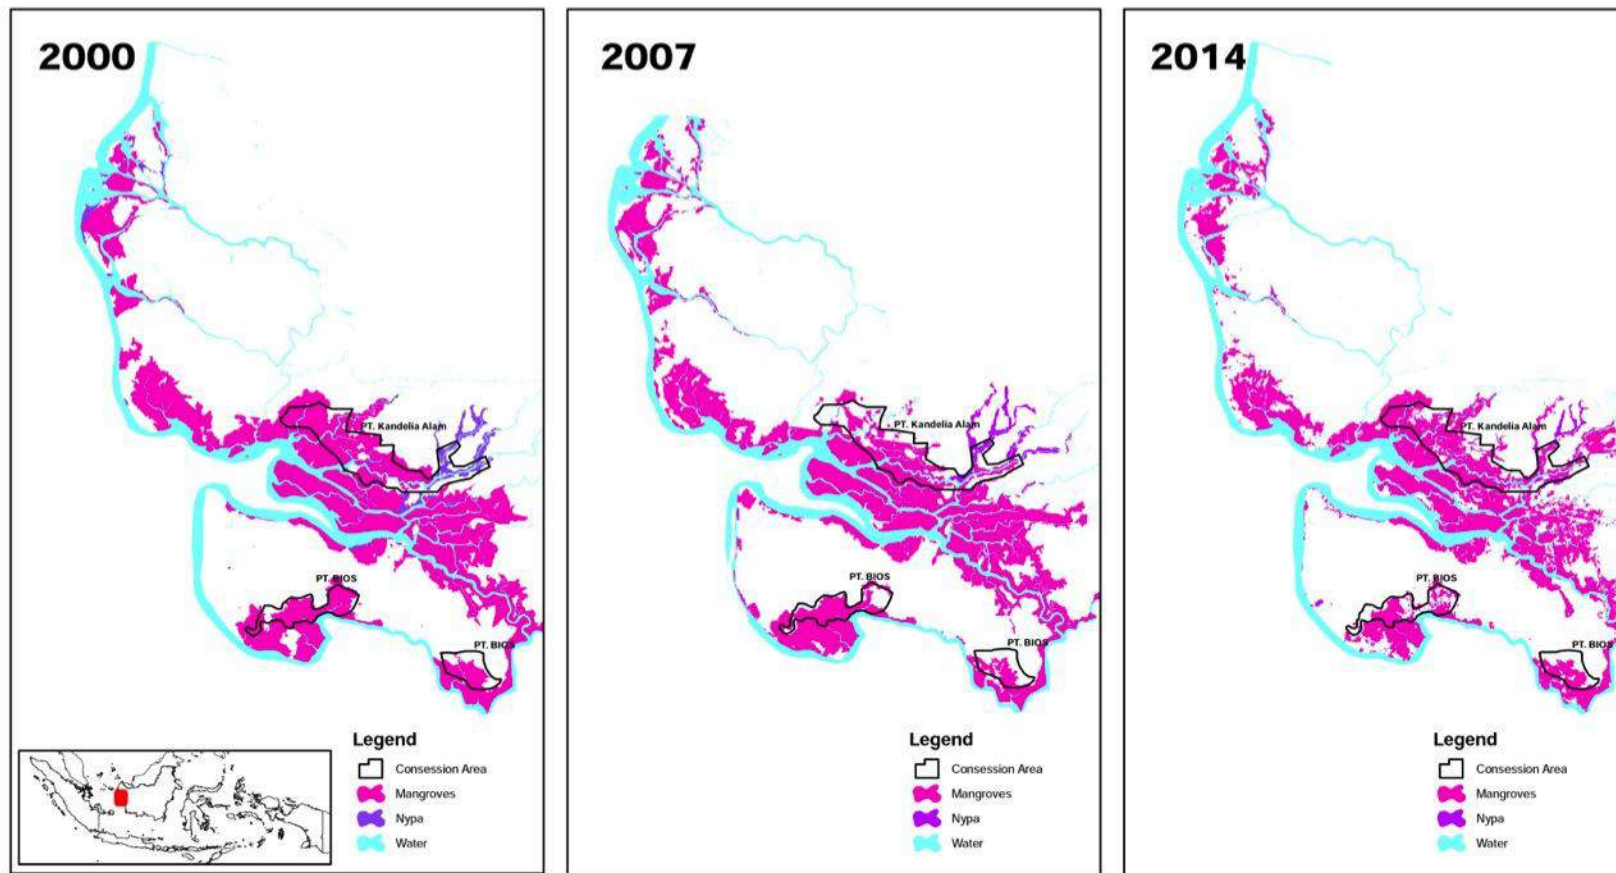 2000
PT. Kandelia Alam
PT. BIOS
PT. BIOS
Legend
Consession Area
Mangroves
Nypa
Water
2007
PT. Kandelia Alam
PT. BIOS
PT. BIOS
Legend
Consession Area
Mangroves
Nypa
Water
2014
PT. Kandelia Alam
PT. BIOS
PT. BIOS
Legend
Consession Area
Mangroves
Nypa
Water